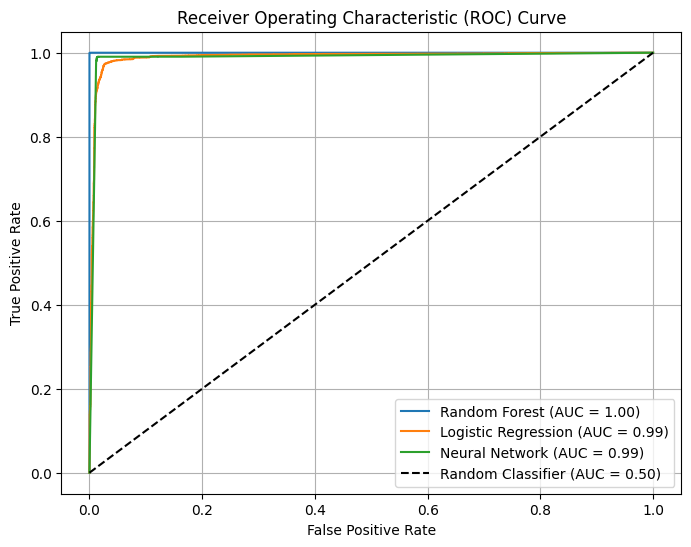 Receiver Operating Characteristic (ROC) Curve
1.0
0.8
0.6
0.4
0.2
0.0
True Positive Rate
Random Forest (AUC = 1.00)
Logistic Regression (AUC = 0.99)
Neural Network (AUC = 0.99)
Random Classifier (AUC = 0.50)
0.0 0.2 0.4 0.6 0.8 1.0
False Positive Rate